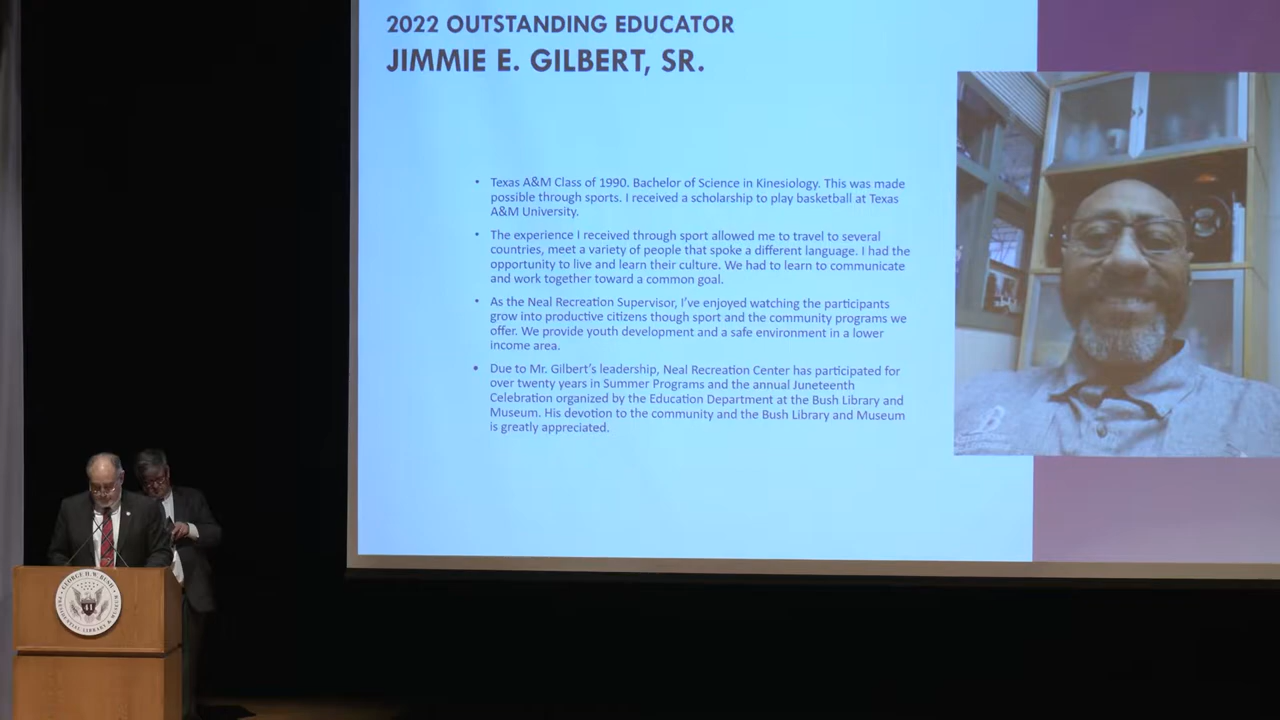 2022 OUTSTANDING EDUCATOR
JIMMIE E. GILBERT, SR.
• Texas A&M Class of 1990. Bachelor of Science in Kinesiology. This was made
possible through sports. I received a scholarship to play basketball at Texas
A&M University.
• The experience I received through sport allowed me to travel to several
countries, meet a variety of people that spoke a different language. I had the
opportunity to live and learn their culture. We had to learn to communicate
and work together toward a common goal.
• As the Neal Recreation Supervisor, I've enjoyed watching the participants
grow into productive citizens though sport and the community programs we
offer. We provide youth development and a safe environment in a lower
income area.
• Due to Mr. Gilbert's leadership, Neal Recreation Center has participated for
over twenty years in Summer Programs and the annual Juneteenth
Celebration organized by the Education Department at the Bush Library and
Museum. His devotion to the community and the Bush Library and Museum
is greatly appreciated.
GEORGE H.W. BUSH
PRESIDENTIAL LIBRARY & MUSEUM
41